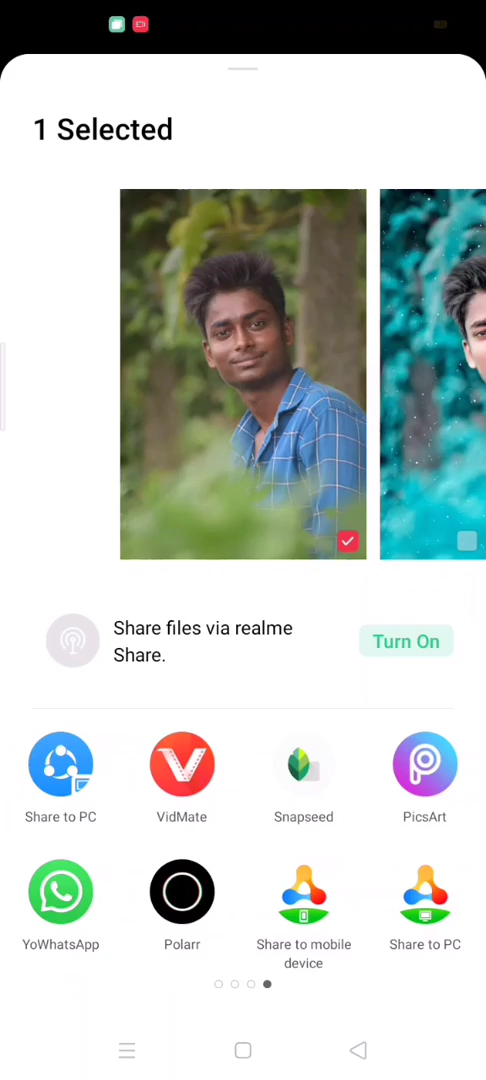 1 Selected
Share files via realme
Share.
Turn On
Share to PC
VidMate
Snapseed
PicsArt
YoWhatsApp
Polarr
Share to mobile
device
Share to PC